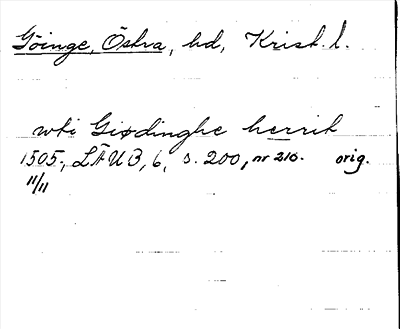 Göinge, Östra, hd, Krist. l.
wti Giødinghe herrit
1505, LÄUB, 6, s. 200, nr 210. orig.
11/11